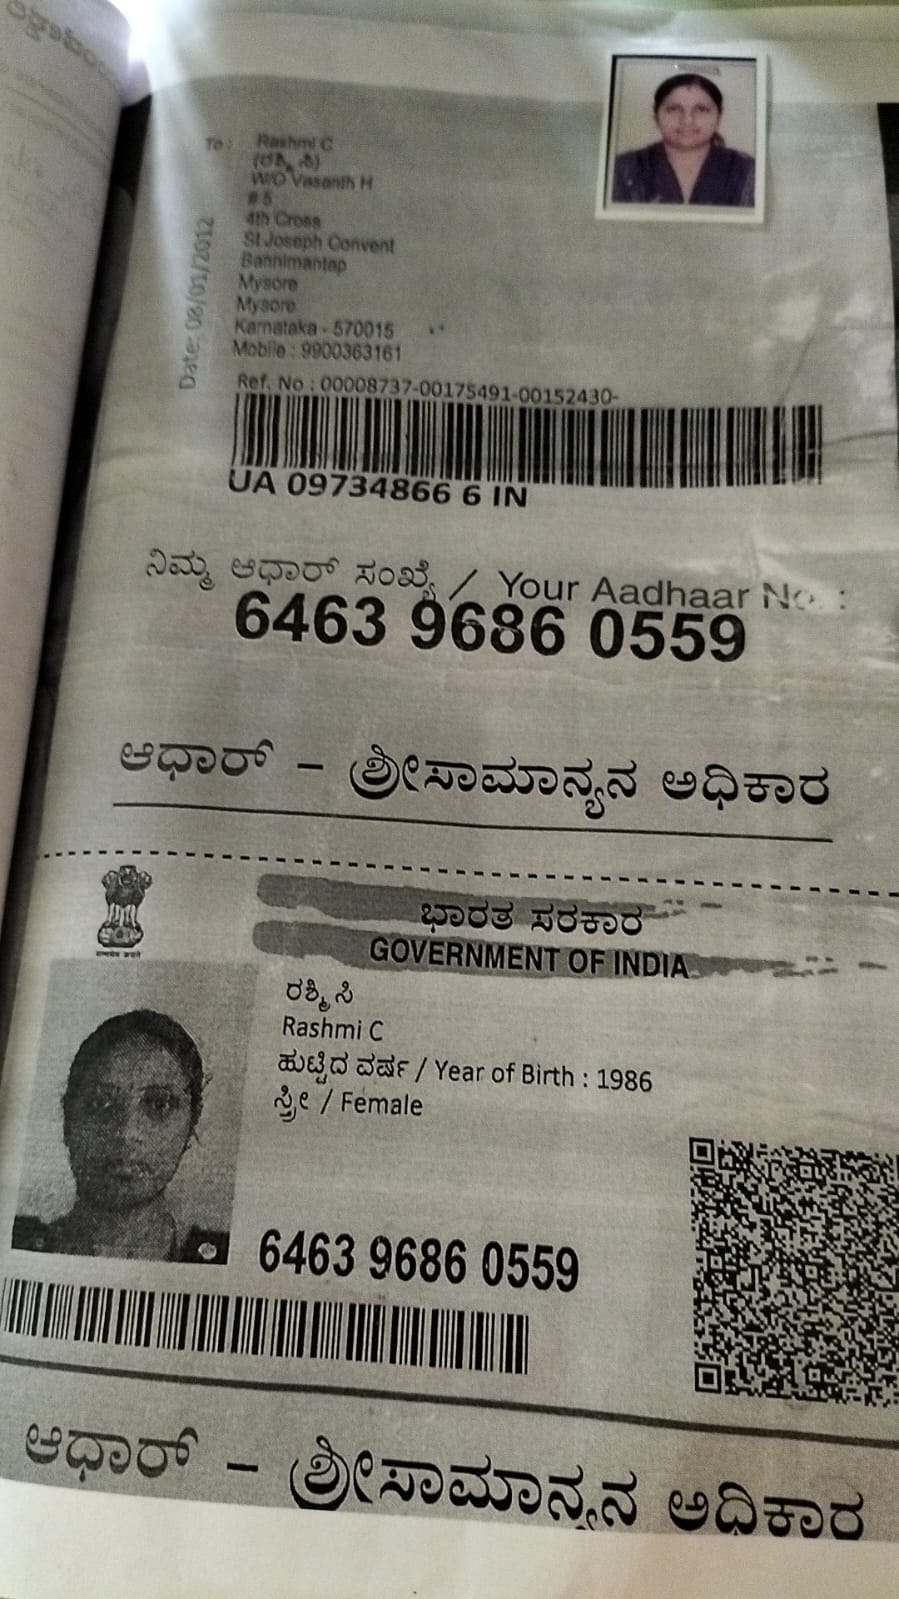 To :
Rashmi C
(ರಶ್ಮಿ ಸಿ)
W/O Vasanth H
# 5
4th Cross
St Joseph Convent
Bannimantap
Mysore
Mysore
Karnataka - 570015
Mobile : 9900363161
Date: 08/01/2012
Ref. No : 00008737-00175491-00152430-
UA 09734866 6 IN
ನಿಮ್ಮ ಆಧಾರ್ ಸಂಖ್ಯೆ / Your Aadhaar No. :
6463 9686 0559
ಆಧಾರ್ – ಶ್ರೀಸಾಮಾನ್ಯನ ಅಧಿಕಾರ
ಭಾರತ ಸರಕಾರ
GOVERNMENT OF INDIA
ರಶ್ಮಿ ಸಿ
Rashmi C
ಹುಟ್ಟಿದ ವರ್ಷ / Year of Birth : 1986
ಸ್ತ್ರೀ / Female
6463 9686 0559
ಆಧಾರ್ – ಶ್ರೀಸಾಮಾನ್ಯನ ಅಧಿಕಾರ